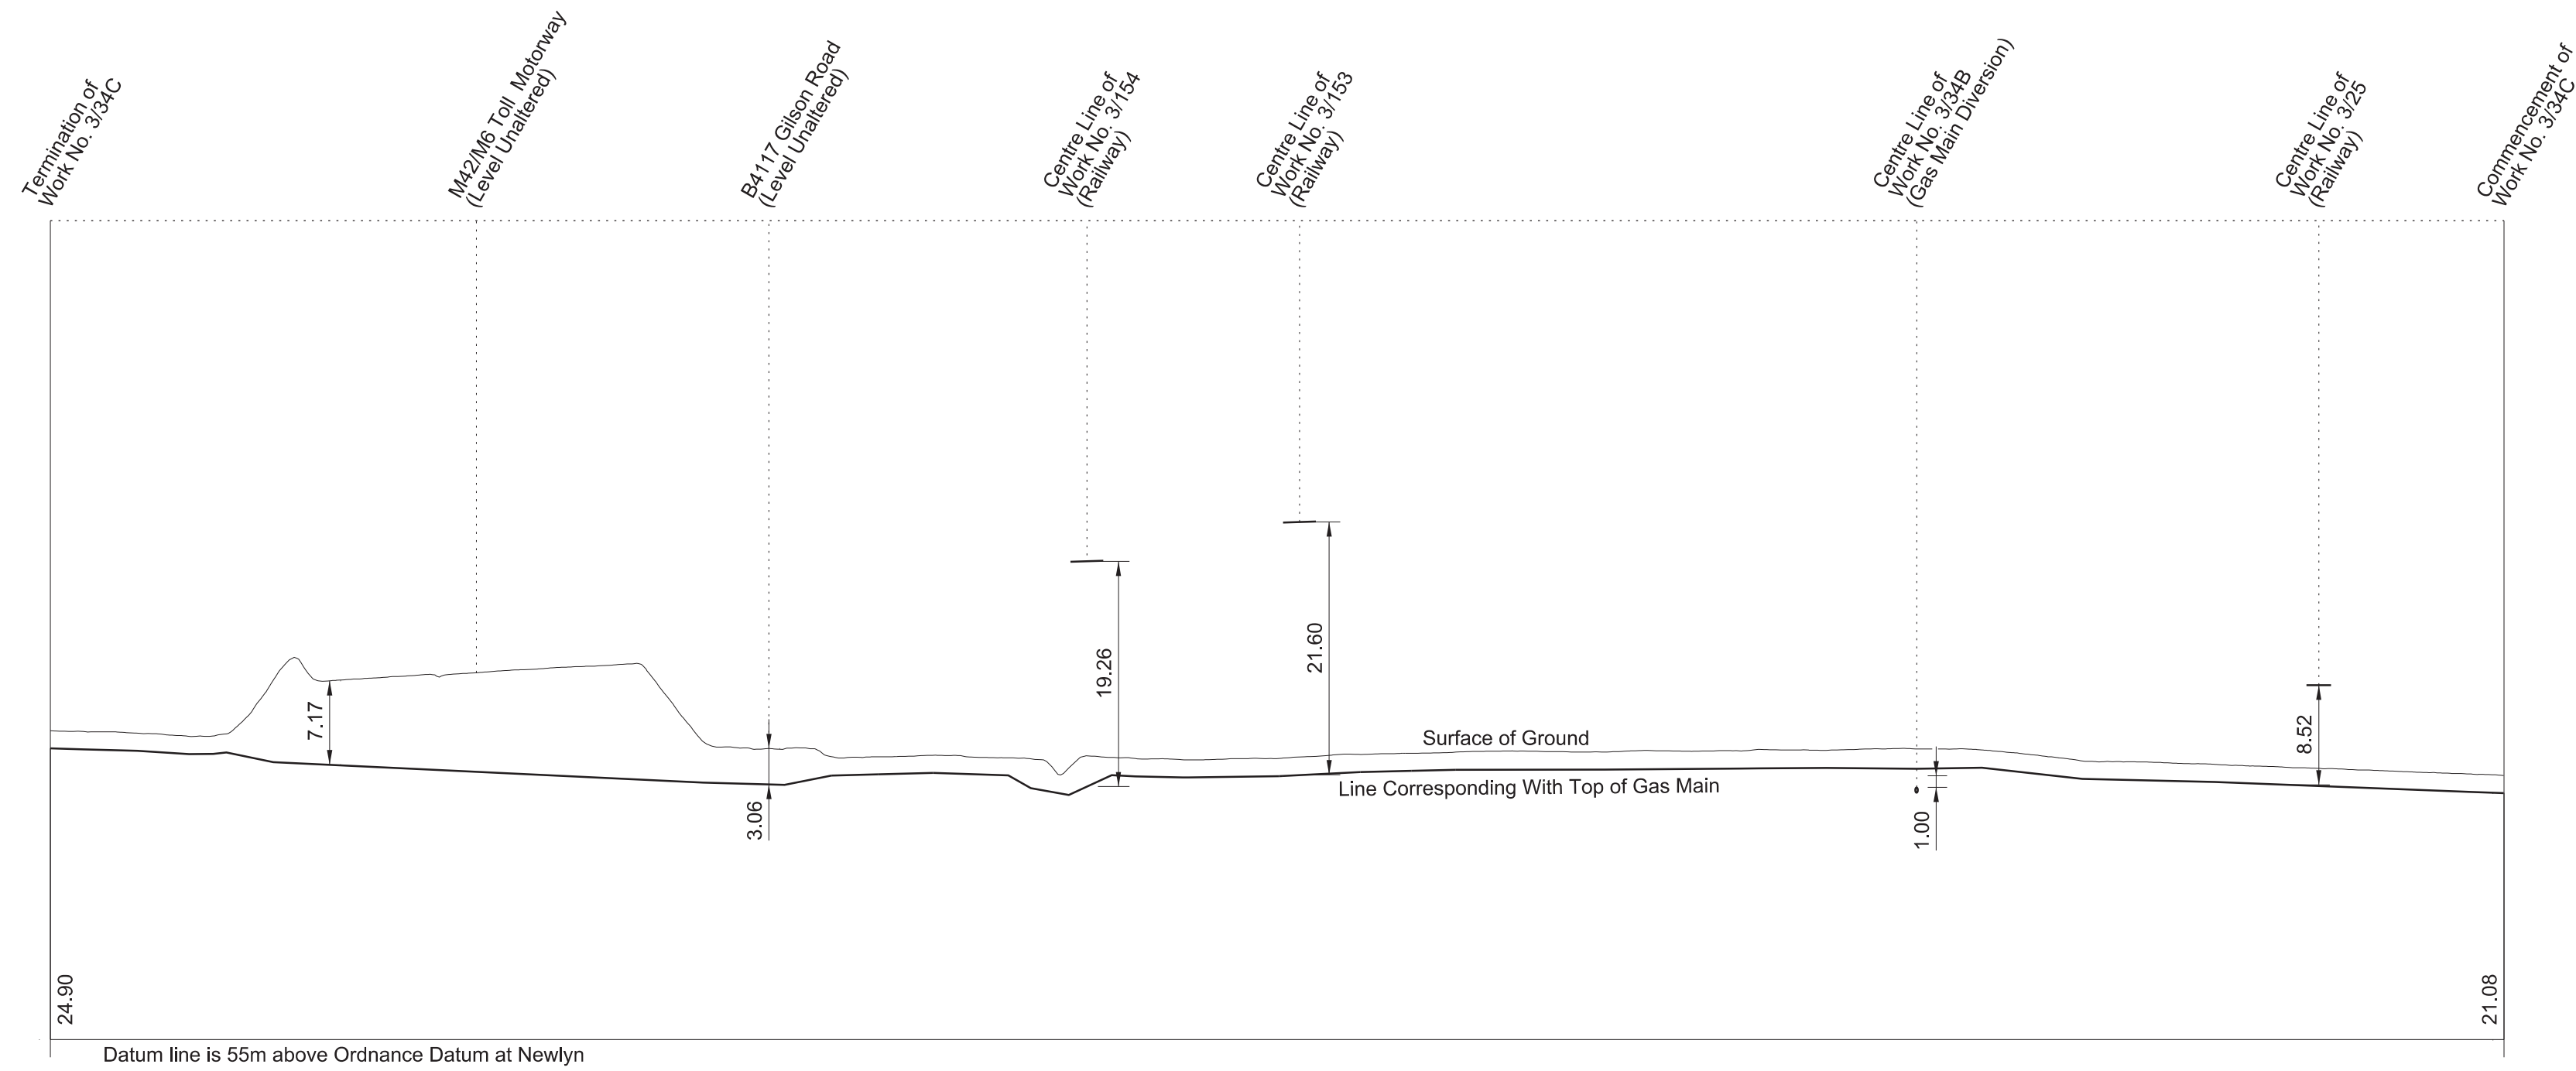 Termination of
Work No. 3/34C
M42/M6 Toll Motorway
(Level Unaltered)
B4117 Gilson Road
(Level Unaltered)
Centre Line of
Work No. 3/154
(Railway)
Centre Line of
Work No. 3/153
(Railway)
Centre Line of
Work No. 3/34B
(Gas Main Diversion)
Centre Line of
Work No. 3/25
(Railway)
Commencement of
Work No. 3/34C
7.17
3.06
19.26
21.60
Surface of Ground
Line Corresponding With Top of Gas Main
1.00
8.52
24.90
21.08
Datum line is 55m above Ordnance Datum at Newlyn